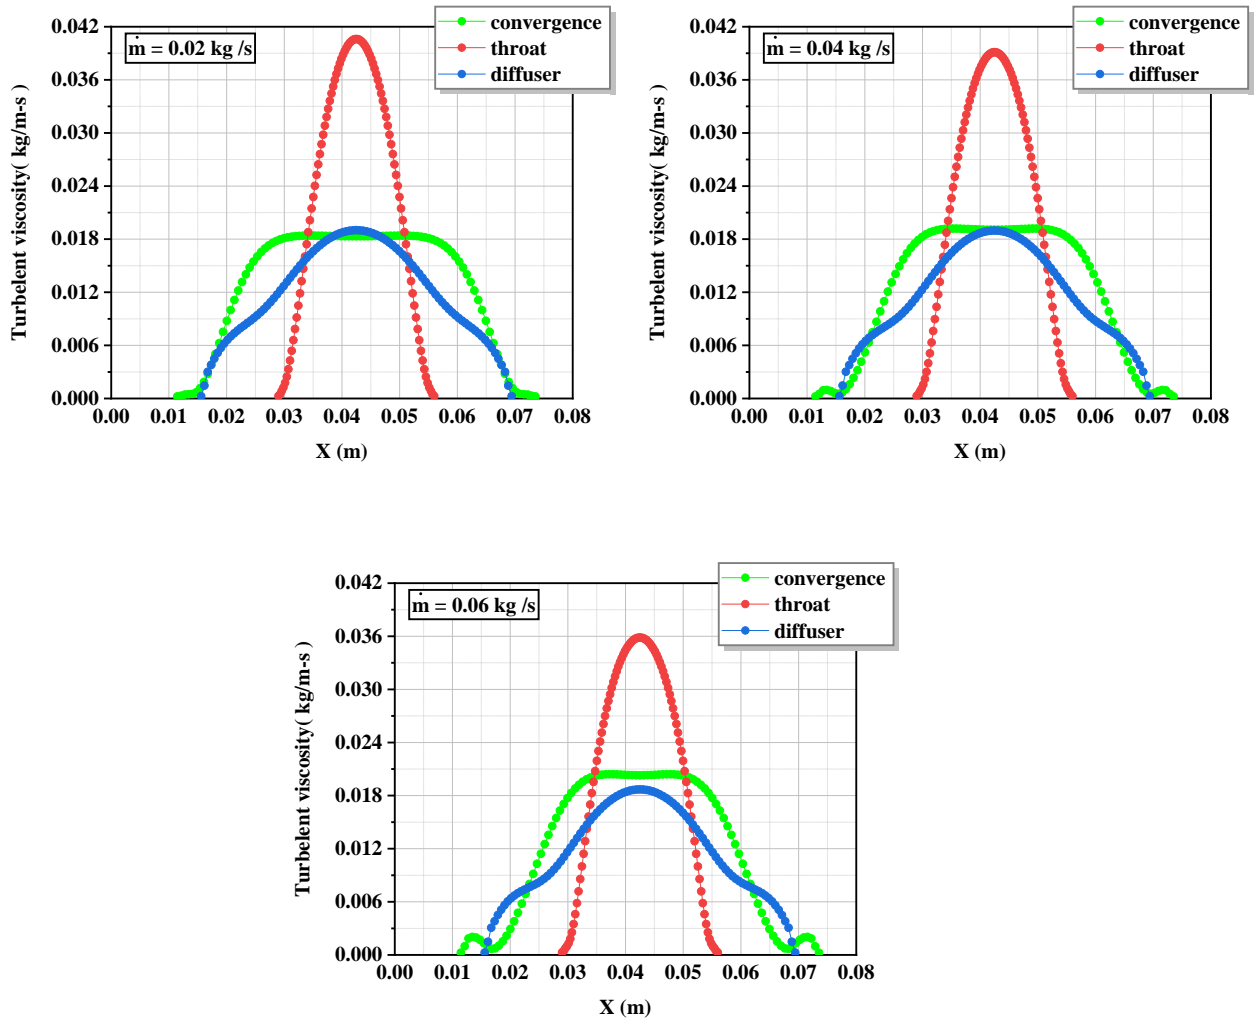 convergence
throat
diffuser
ṁ = 0.02 kg /s
Turbelent viscosity( kg/m-s )
0.042
0.036
0.030
0.024
0.018
0.012
0.006
0.000
0.00 0.01 0.02 0.03 0.04 0.05 0.06 0.07 0.08
X (m)
convergence
throat
diffuser
ṁ = 0.04 kg /s
Turbelent viscosity( kg/m-s )
0.042
0.036
0.030
0.024
0.018
0.012
0.006
0.000
0.00 0.01 0.02 0.03 0.04 0.05 0.06 0.07 0.08
X (m)
convergence
throat
diffuser
ṁ = 0.06 kg /s
Turbelent viscosity( kg/m-s )
0.042
0.036
0.030
0.024
0.018
0.012
0.006
0.000
0.00 0.01 0.02 0.03 0.04 0.05 0.06 0.07 0.08
X (m)